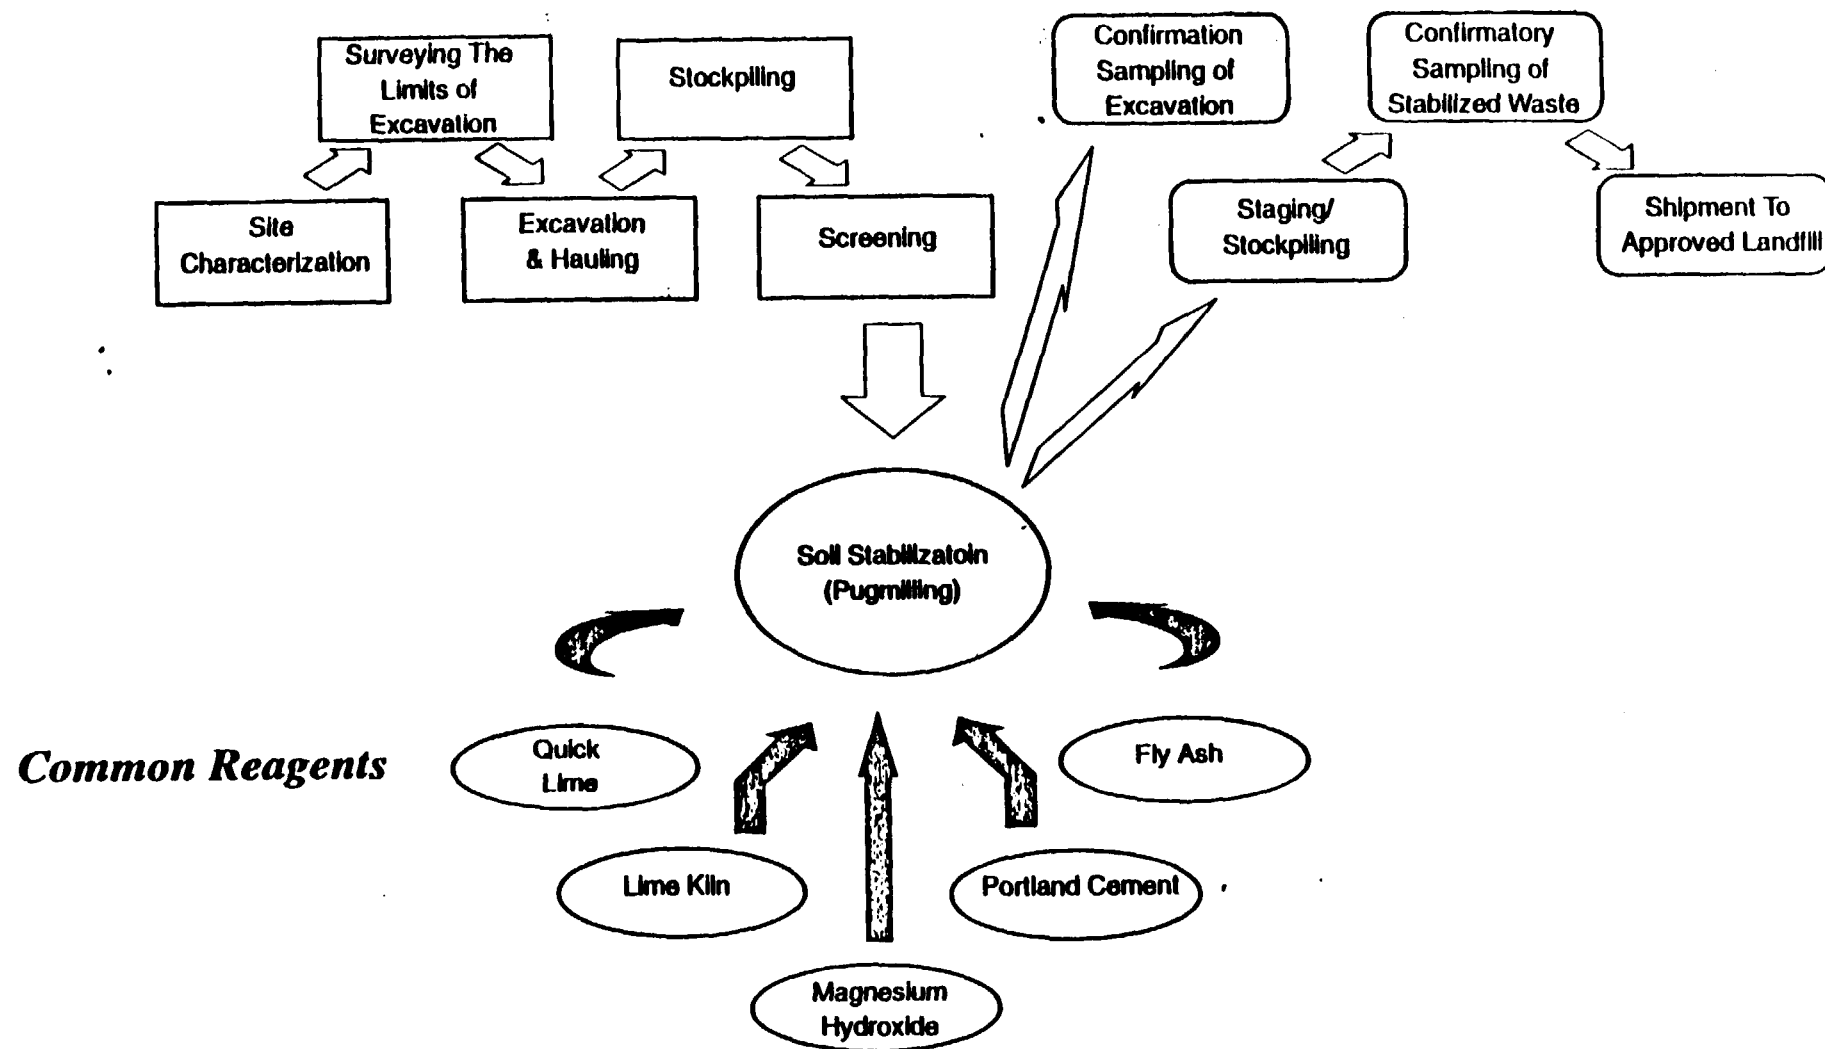 Surveying The
Limits of
Excavation
Stockpiling
Confirmation
Sampling of
Excavation
Confirmatory
Sampling of
Stabilized Waste
Site
Characterization
Excavation
& Hauling
Screening
Staging/
Stockpiling
Shipment To
Approved Landfill
Soil Stabilizatoin
(Pugmilling)
Common Reagents
Quick
Lime
Fly Ash
Lime Kiln
Portland Cement
Magnesium
Hydroxide